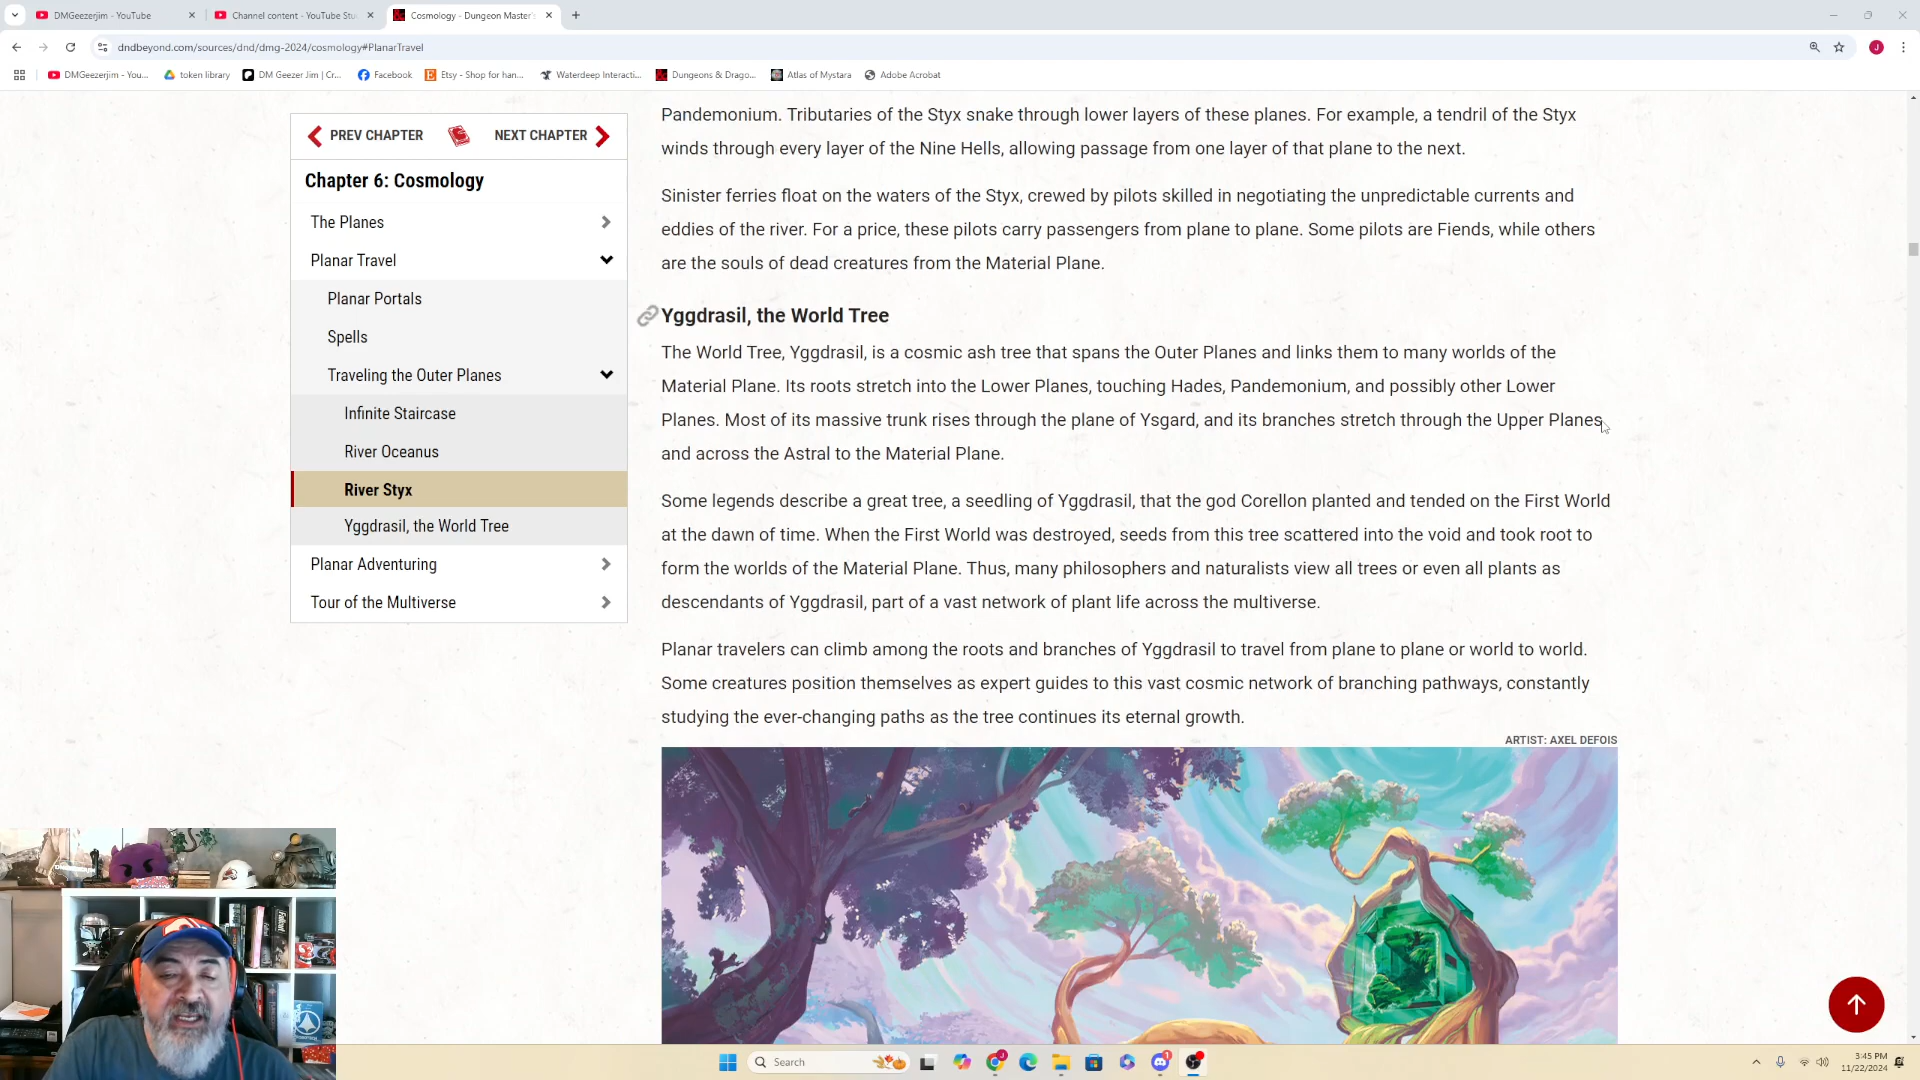 DMGeezerjim - YouTube
Channel content - YouTube Stu
Cosmology - Dungeon Master's
dndbeyond.com/sources/dnd/dmg-2024/cosmology#PlanarTravel
J
DMGeezerjim - You...
token library
DM Geezer Jim | Cr...
Facebook
Etsy - Shop for han...
Waterdeep Interacti...
Dungeons & Drago...
Atlas of Mystara
Adobe Acrobat
PREV CHAPTER
NEXT CHAPTER
Chapter 6: Cosmology
The Planes
Planar Travel
Planar Portals
Spells
Traveling the Outer Planes
Infinite Staircase
River Oceanus
River Styx
Yggdrasil, the World Tree
Planar Adventuring
Tour of the Multiverse
Pandemonium. Tributaries of the Styx snake through lower layers of these planes. For example, a tendril of the Styx
winds through every layer of the Nine Hells, allowing passage from one layer of that plane to the next.
Sinister ferries float on the waters of the Styx, crewed by pilots skilled in negotiating the unpredictable currents and
eddies of the river. For a price, these pilots carry passengers from plane to plane. Some pilots are Fiends, while others
are the souls of dead creatures from the Material Plane.
Yggdrasil, the World Tree
The World Tree, Yggdrasil, is a cosmic ash tree that spans the Outer Planes and links them to many worlds of the
Material Plane. Its roots stretch into the Lower Planes, touching Hades, Pandemonium, and possibly other Lower
Planes. Most of its massive trunk rises through the plane of Ysgard, and its branches stretch through the Upper Planes
and across the Astral to the Material Plane.
Some legends describe a great tree, a seedling of Yggdrasil, that the god Corellon planted and tended on the First World
at the dawn of time. When the First World was destroyed, seeds from this tree scattered into the void and took root to
form the worlds of the Material Plane. Thus, many philosophers and naturalists view all trees or even all plants as
descendants of Yggdrasil, part of a vast network of plant life across the multiverse.
Planar travelers can climb among the roots and branches of Yggdrasil to travel from plane to plane or world to world.
Some creatures position themselves as expert guides to this vast cosmic network of branching pathways, constantly
studying the ever-changing paths as the tree continues its eternal growth.
ARTIST: AXEL DEFOIS
Search
3:45 PM
11/22/2024